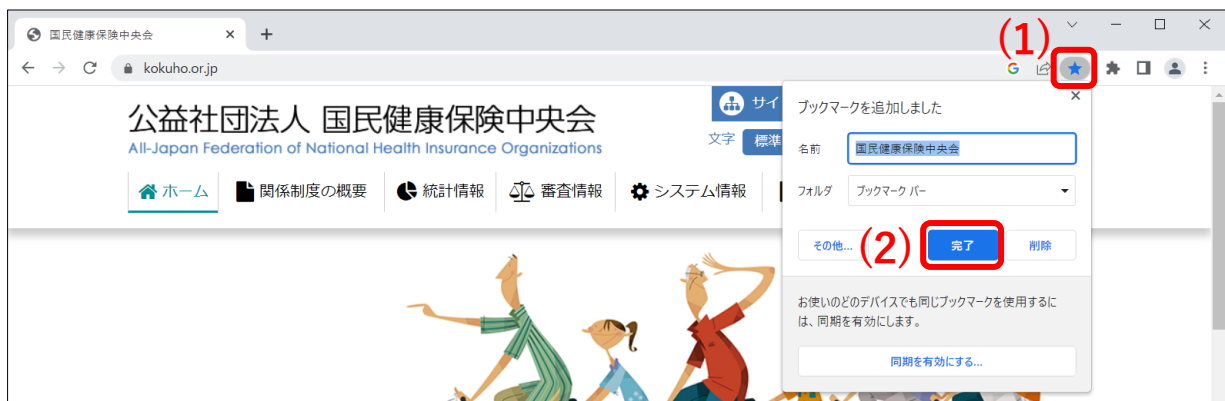 国民健康保険中央会
(1)
kokuho.or.jp
公益社団法人 国民健康保険中央会
All-Japan Federation of National Health Insurance Organizations
サイ
文字 標準
ホーム 関係制度の概要 統計情報 審査情報 システム情報
ブックマークを追加しました
名前 国民健康保険中央会
フォルダ ブックマーク バー
その他... (2) 完了 削除
お使いのどのデバイスでも同じブックマークを使用するに
は、同期を有効にします。
同期を有効にする...